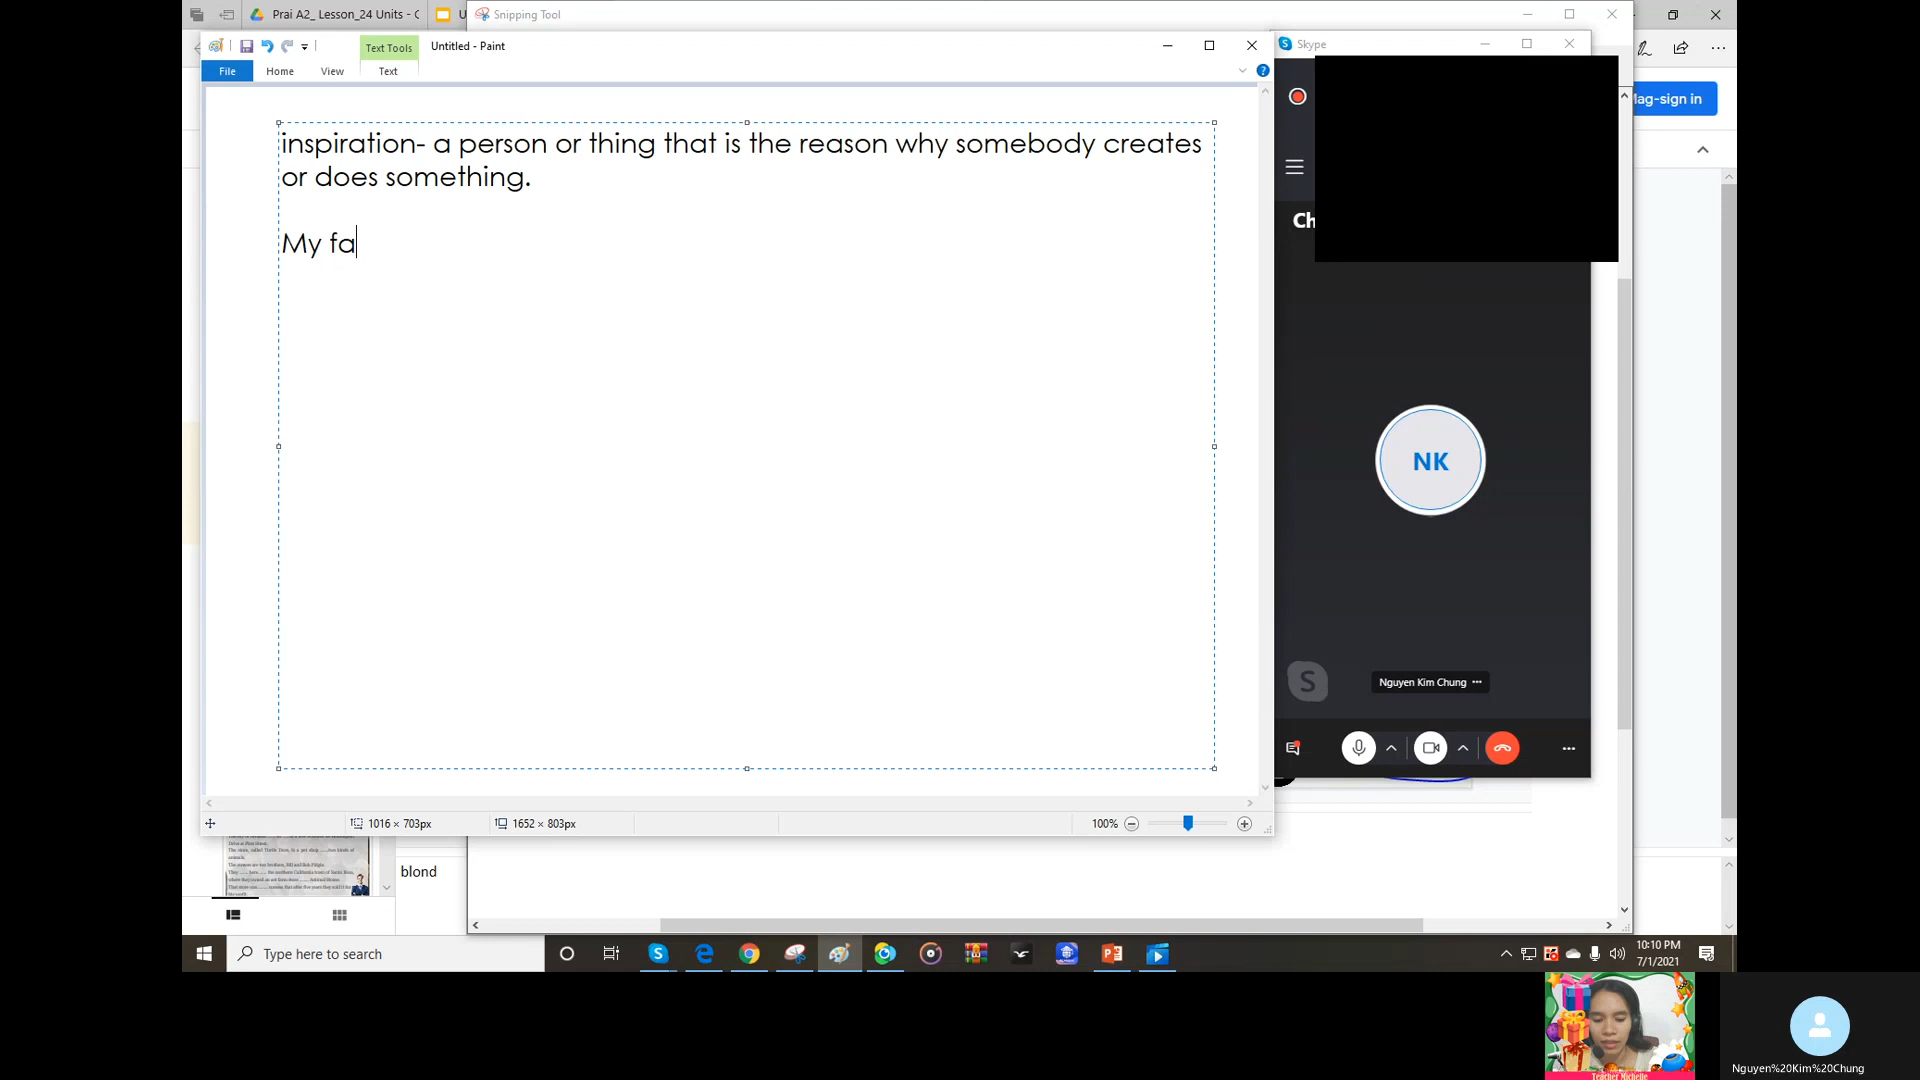 Prai A2_ Lesson_24 Units - G
Snipping Tool
Text Tools
Untitled - Paint
Skype
File
Home
View
Text
Mag-sign in
inspiration- a person or thing that is the reason why somebody creates
or does something.
My fa
Ch
NK
Nguyen Kim Chung
1016 × 703px
1652 × 803px
100%
blond
Type here to search
10:10 PM
7/1/2021
Teacher Michelle
Nguyen%20Kim%20Chung